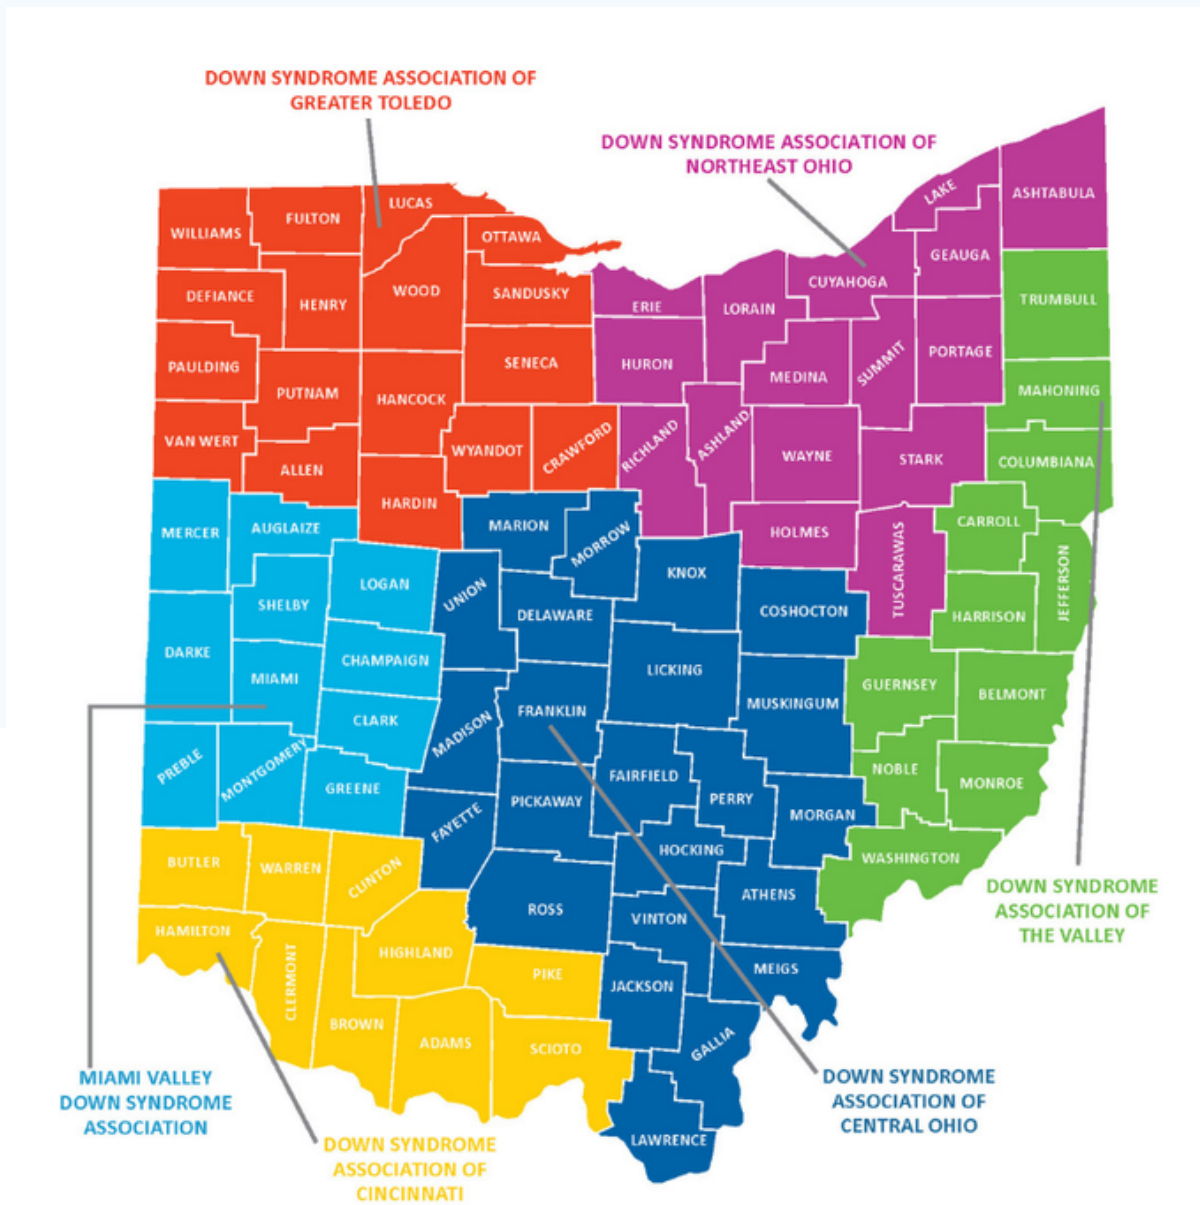 DOWN SYNDROME ASSOCIATION OF
GREATER TOLEDO
DOWN SYNDROME ASSOCIATION OF
NORTHEAST OHIO
LAKE
ASHTABULA
WILLIAMS
FULTON
LUCAS
OTTAWA
GEAUGA
CUYAHOGA
DEFIANCE
HENRY
WOOD
SANDUSKY
ERIE
LORAIN
TRUMBULL
PAULDING
PUTNAM
HANCOCK
SENECA
HURON
MEDINA
SUMMIT
PORTAGE
MAHONING
VAN WERT
ALLEN
WYANDOT
CRAWFORD
RICHLAND
ASHLAND
WAYNE
STARK
COLUMBIANA
HARDIN
MERCER
AUGLAIZE
MARION
MORROW
HOLMES
TUSCARAWAS
CARROLL
JEFFERSON
LOGAN
SHELBY
UNION
DELAWARE
KNOX
COSHOCTON
HARRISON
DARKE
MIAMI
CHAMPAIGN
LICKING
MUSKINGUM
GUERNSEY
BELMONT
CLARK
MADISON
FRANKLIN
PREBLE
MONTGOMERY
GREENE
FAYETTE
PICKAWAY
FAIRFIELD
PERRY
MORGAN
NOBLE
MONROE
BUTLER
WARREN
CLINTON
HOCKING
WASHINGTON
ROSS
VINTON
ATHENS
HAMILTON
CLERMONT
HIGHLAND
PIKE
JACKSON
MEIGS
BROWN
ADAMS
SCIOTO
GALLIA
LAWRENCE
DOWN SYNDROME
ASSOCIATION OF
THE VALLEY
MIAMI VALLEY
DOWN SYNDROME
ASSOCIATION
DOWN SYNDROME
ASSOCIATION OF
CENTRAL OHIO
DOWN SYNDROME
ASSOCIATION OF
CINCINNATI